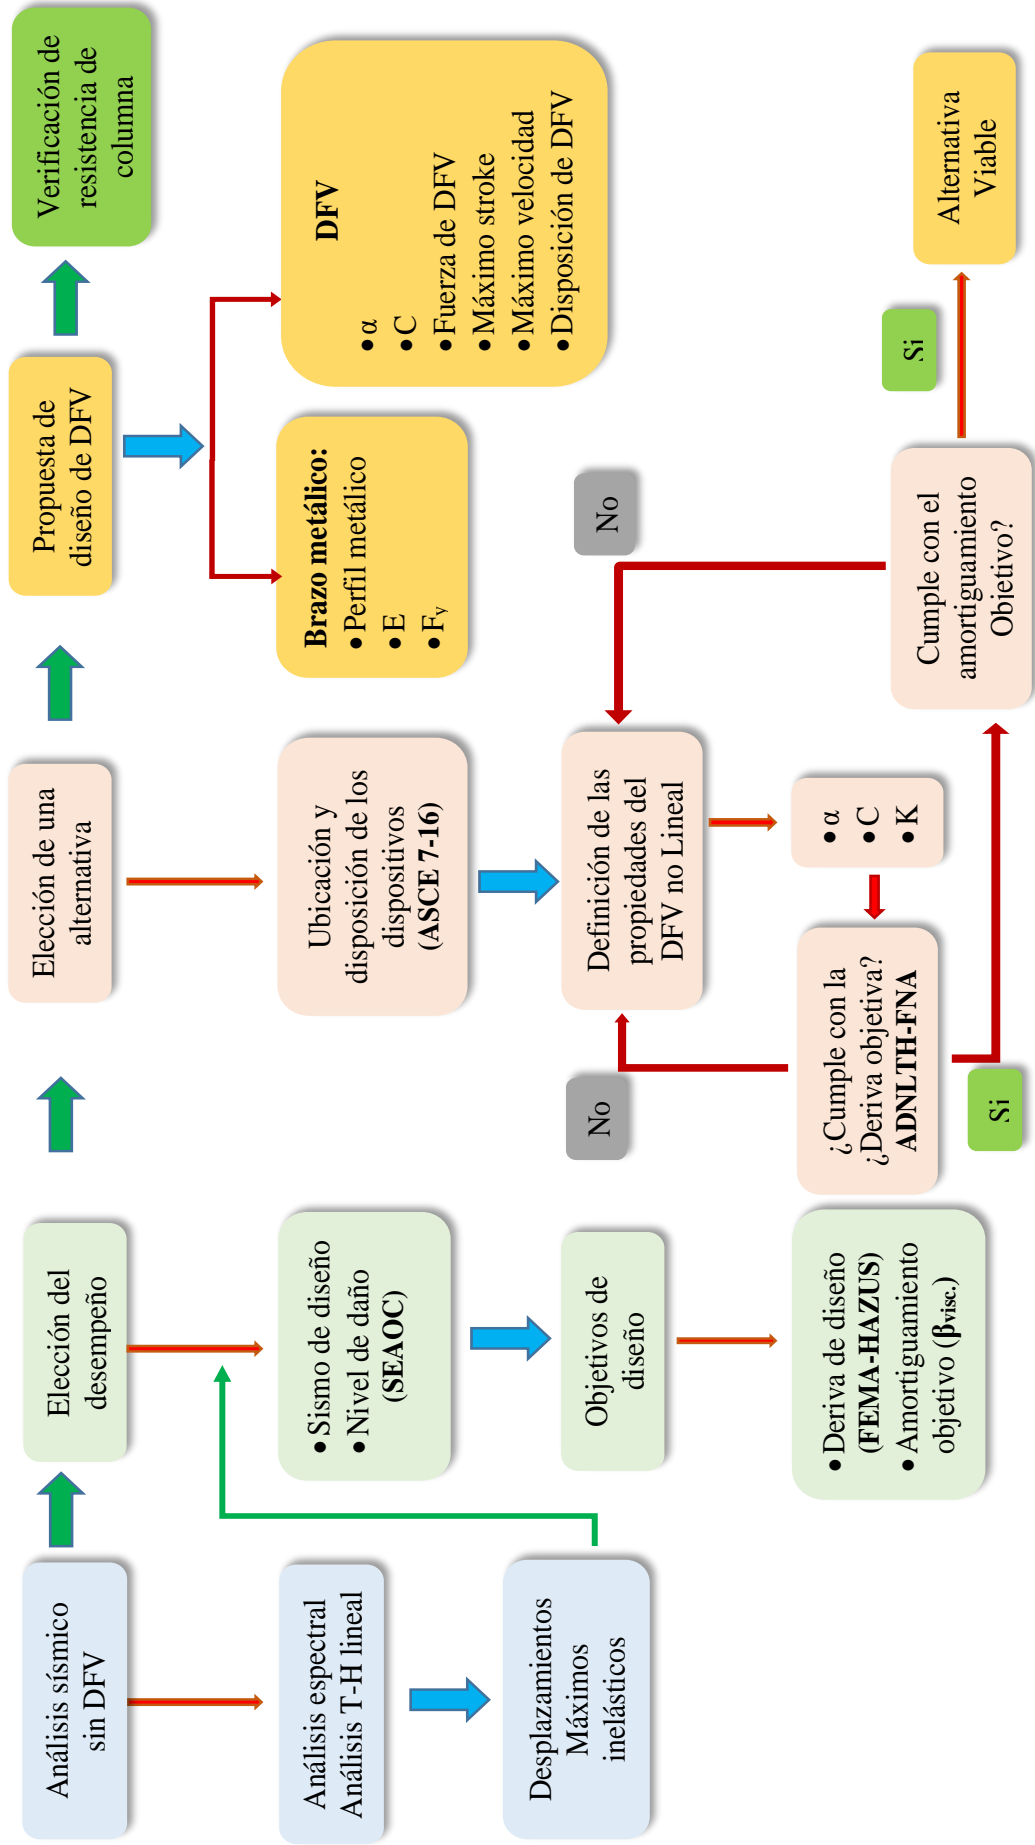 Análisis sísmico
sin DFV
Análisis espectral
Análisis T-H lineal
Desplazamientos
Máximos
inelásticos
Elección del
desempeño
• Sismo de diseño
• Nivel de daño
(SEAOC)
Objetivos de
diseño
• Deriva de diseño
(FEMA-HAZUS)
• Amortiguamiento
objetivo (βvisc.)
Elección de una
alternativa
Ubicación y
disposición de los
dispositivos
(ASCE 7-16)
Definición de las
propiedades del
DFV no Lineal
• α
• C
• K
¿Cumple con la
¿Deriva objetiva?
ADNLTH-FNA
No
Si
Cumple con el
amortiguamiento
Objetivo?
No
Si
Alternativa
Viable
Propuesta de
diseño de DFV
Brazo metálico:
• Perfil metálico
• E
• Fy
DFV
• α
• C
• Fuerza de DFV
• Máximo stroke
• Máximo velocidad
• Disposición de DFV
Verificación de
resistencia de
columna